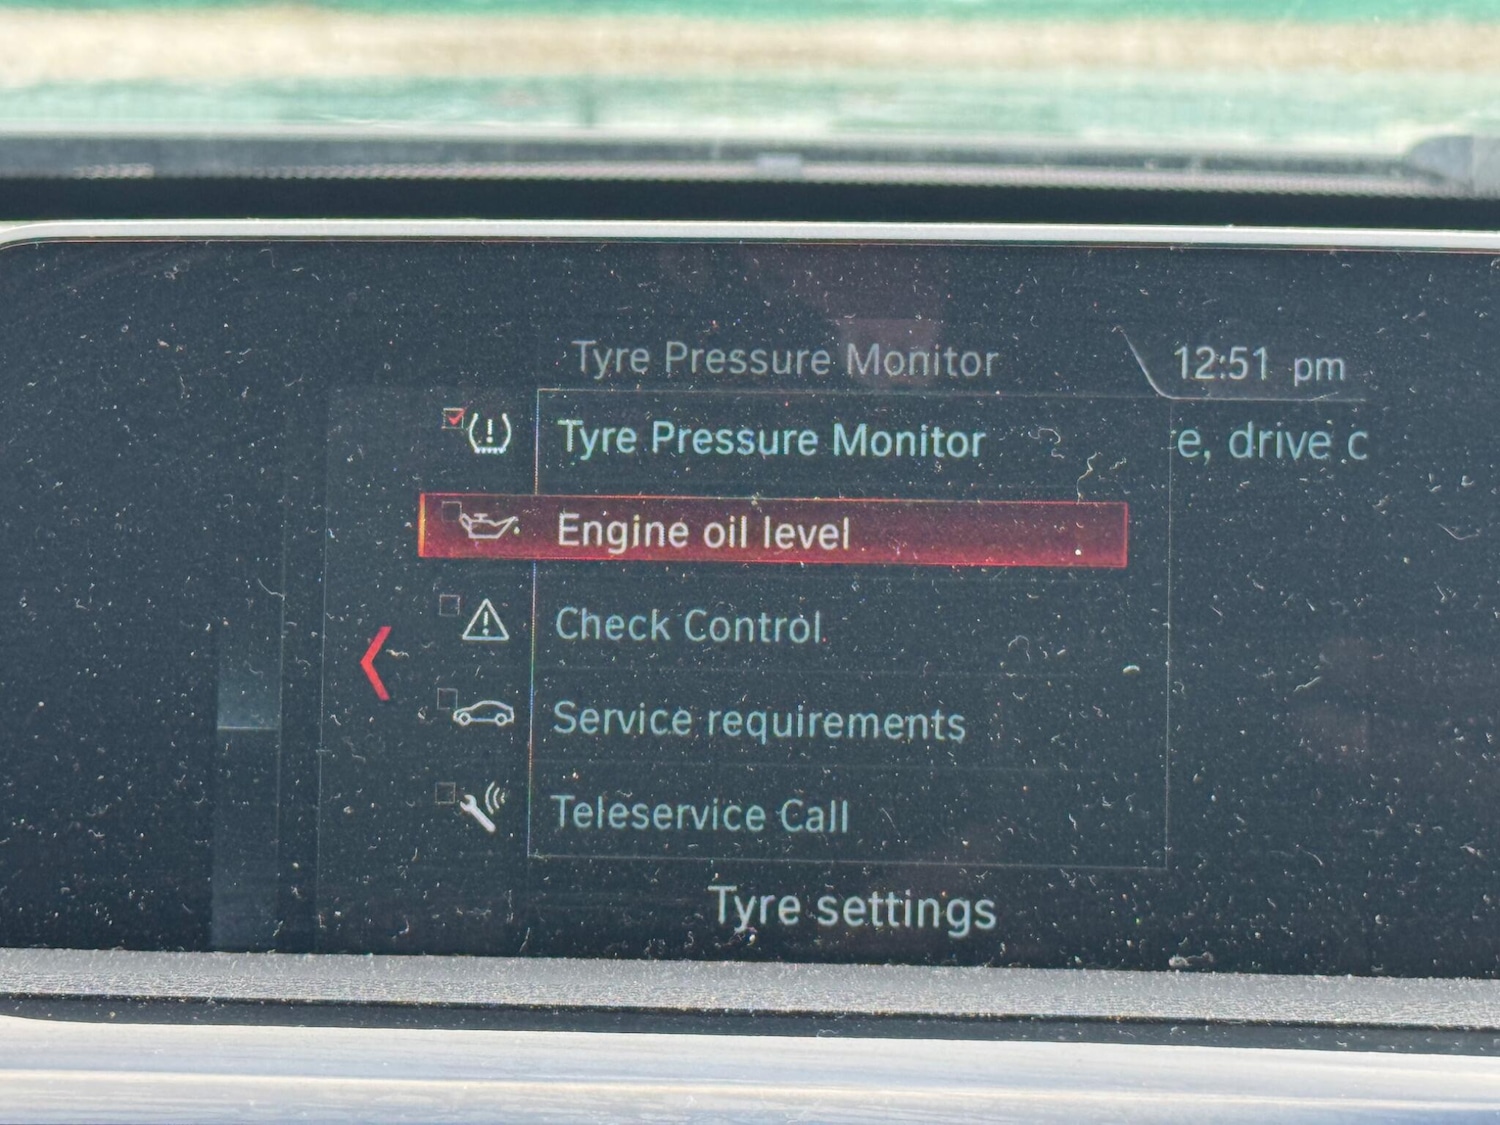 Tyre Pressure Monitor
12:51 pm
Tyre Pressure Monitor
e, drive c
Engine oil level
Check Control
Service requirements
Teleservice Call
Tyre settings